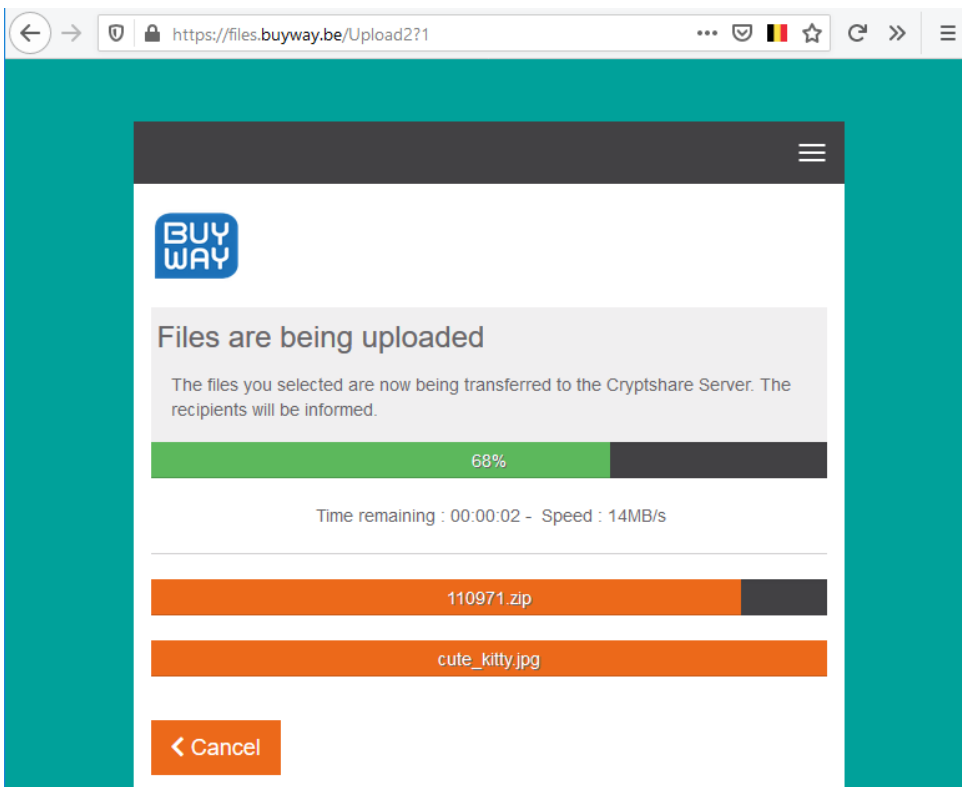 https://files.buyway.be/Upload2?1
BUY
WAY
Files are being uploaded
The files you selected are now being transferred to the Cryptshare Server. The
recipients will be informed.
68%
Time remaining : 00:00:02 - Speed : 14MB/s
110971.zip
cute_kitty.jpg
Cancel